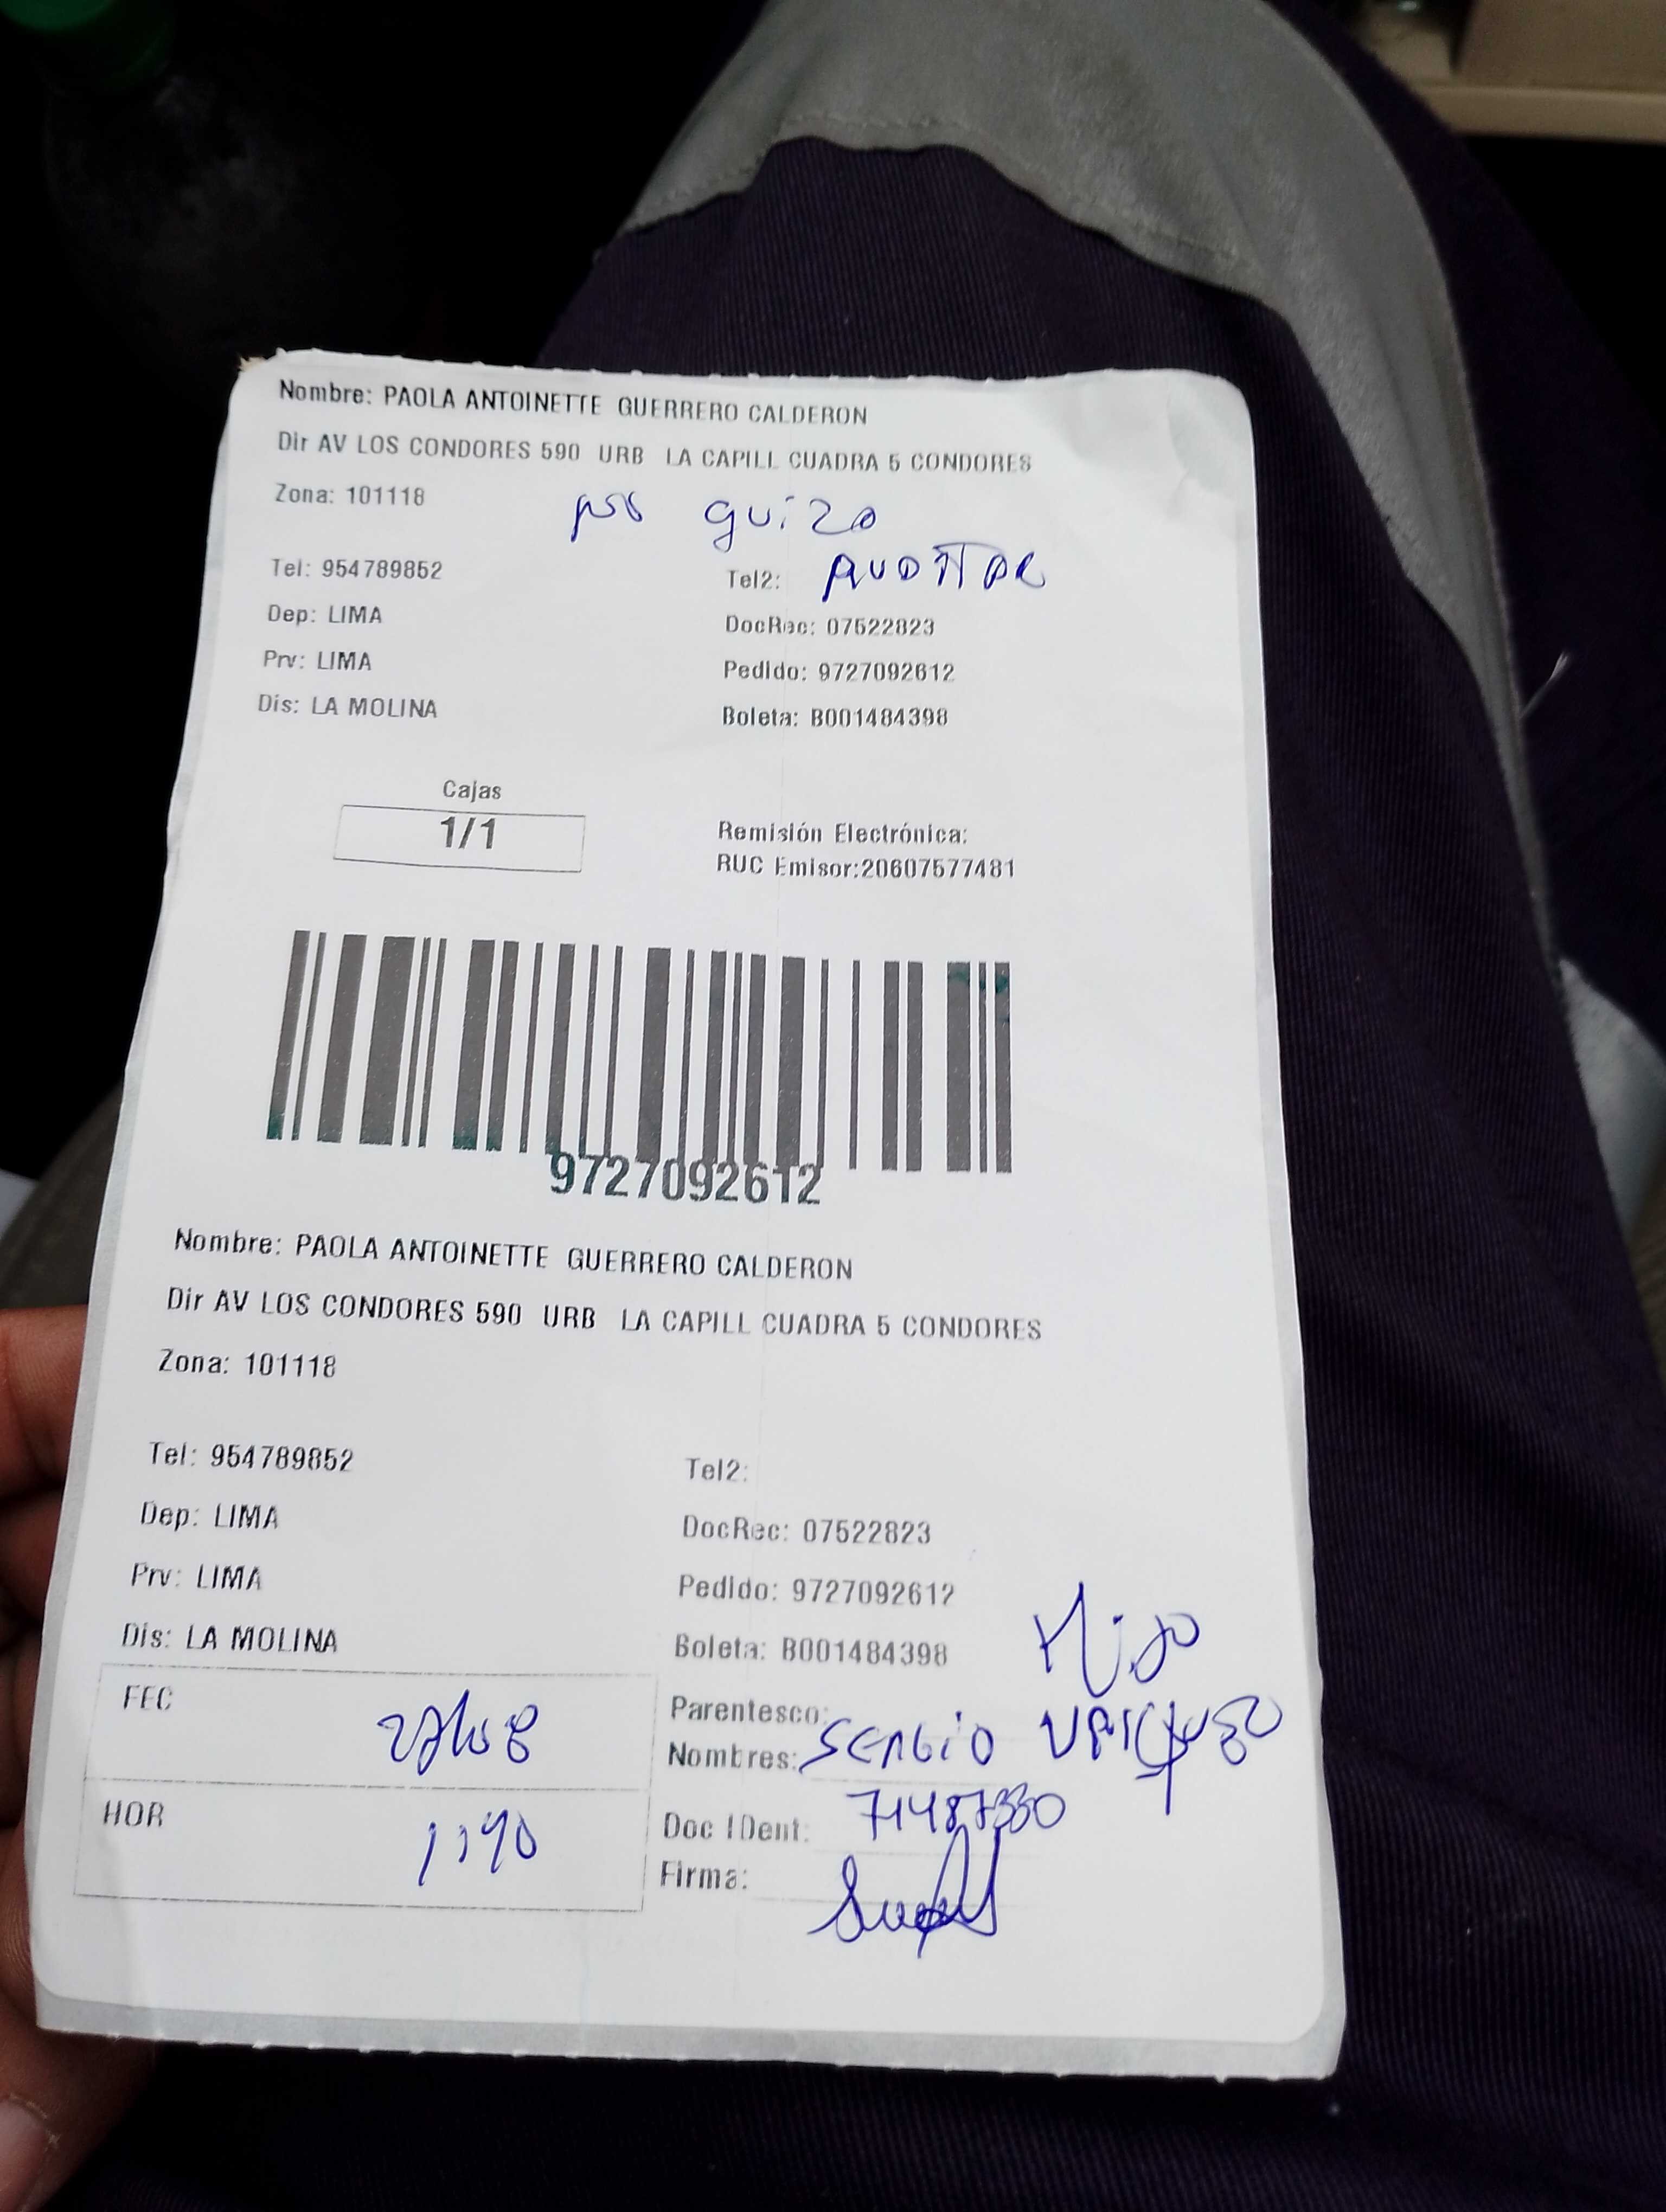 Nombre: PAOLA ANTOINETTE GUERRERO CALDERON
Dir AV LOS CONDORES 590 URB LA CAPILL CUADRA 5 CONDORES
Zona: 101118
Tel: 954789852 Tel2: AUDITAR
Dep: LIMA DocRec: 07522823
Prv: LIMA Pedido: 9727092612
Dis: LA MOLINA Boleta: B001484398
Cajas
1/1
Remisión Electrónica:
RUC Emisor:20607577481
9727092612
Nombre: PAOLA ANTOINETTE GUERRERO CALDERON
Dir AV LOS CONDORES 590 URB LA CAPILL CUADRA 5 CONDORES
Zona: 101118
Tel: 954789852 Tel2:
Dep: LIMA DocRec: 07522823
Prv: LIMA Pedido: 9727092612
Dis: LA MOLINA Boleta: B001484398
Hijo
FEC Parentesco:
Nombres: SERGIO
HOR Doc IDent: 71487330
Firma: